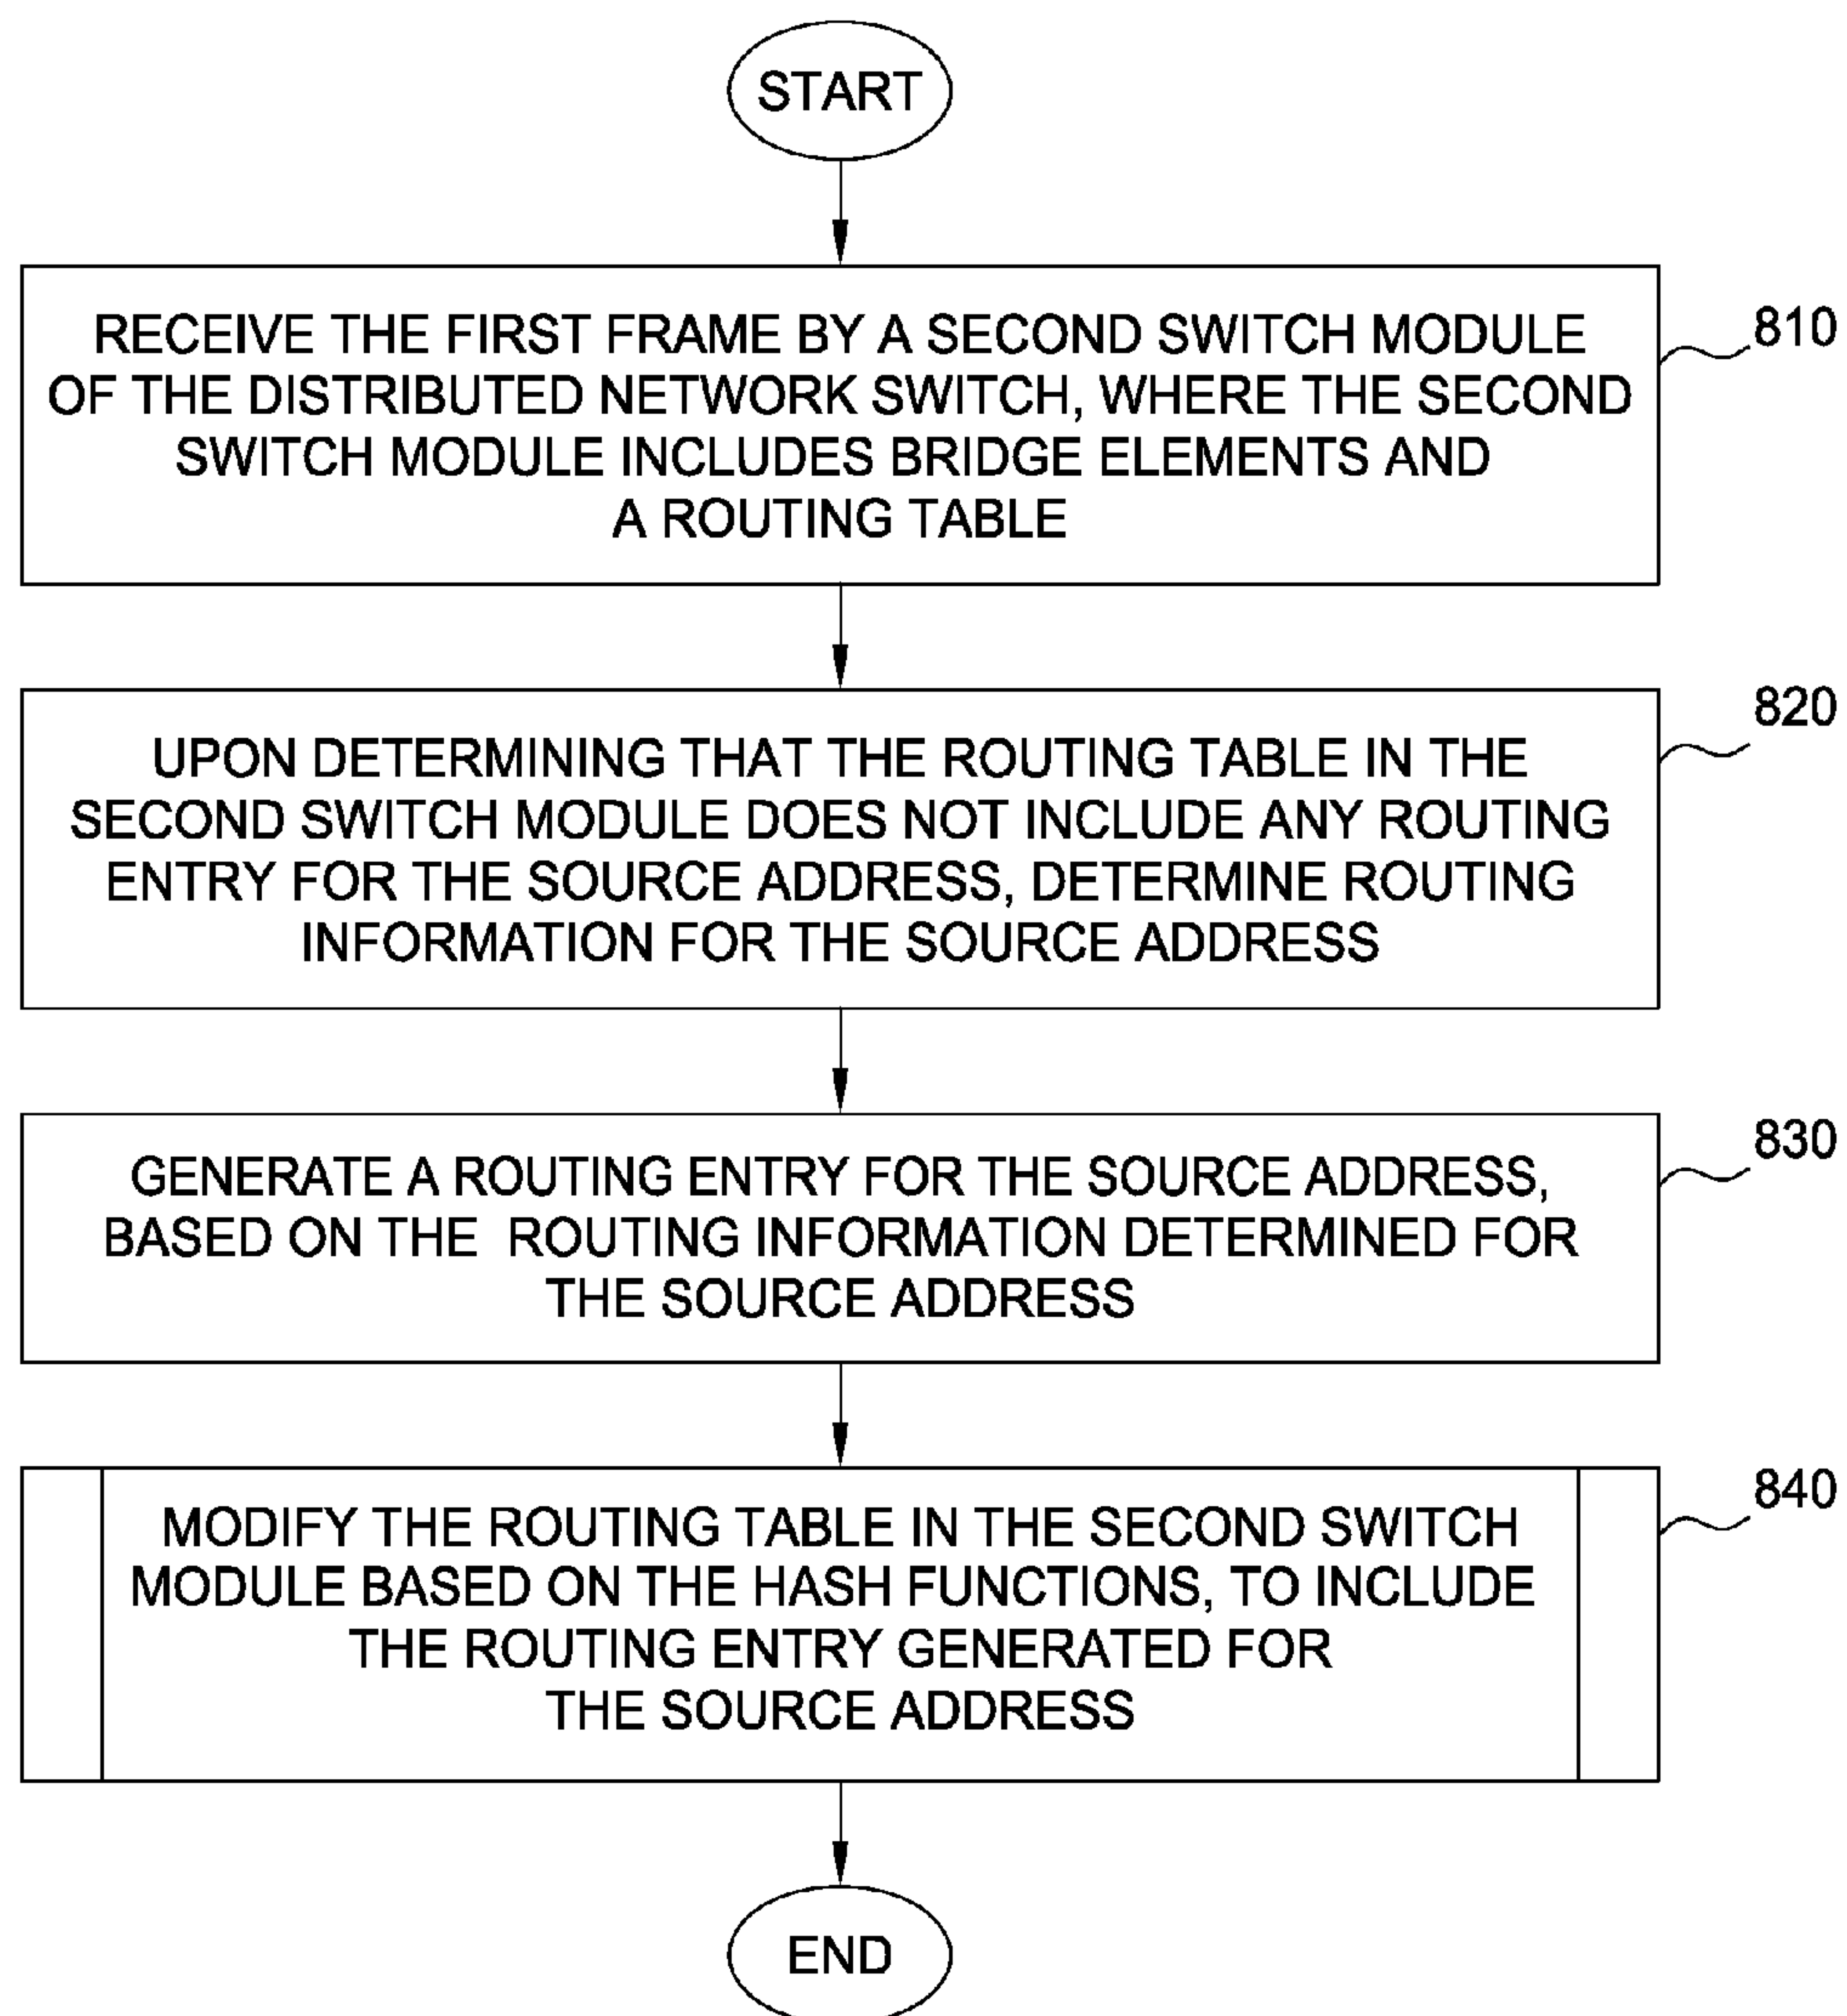 START
RECEIVE THE FIRST FRAME BY A SECOND SWITCH MODULE
OF THE DISTRIBUTED NETWORK SWITCH, WHERE THE SECOND
SWITCH MODULE INCLUDES BRIDGE ELEMENTS AND
A ROUTING TABLE
810
UPON DETERMINING THAT THE ROUTING TABLE IN THE
SECOND SWITCH MODULE DOES NOT INCLUDE ANY ROUTING
ENTRY FOR THE SOURCE ADDRESS, DETERMINE ROUTING
INFORMATION FOR THE SOURCE ADDRESS
820
GENERATE A ROUTING ENTRY FOR THE SOURCE ADDRESS,
BASED ON THE ROUTING INFORMATION DETERMINED FOR
THE SOURCE ADDRESS
830
MODIFY THE ROUTING TABLE IN THE SECOND SWITCH
MODULE BASED ON THE HASH FUNCTIONS, TO INCLUDE
THE ROUTING ENTRY GENERATED FOR
THE SOURCE ADDRESS
840
END